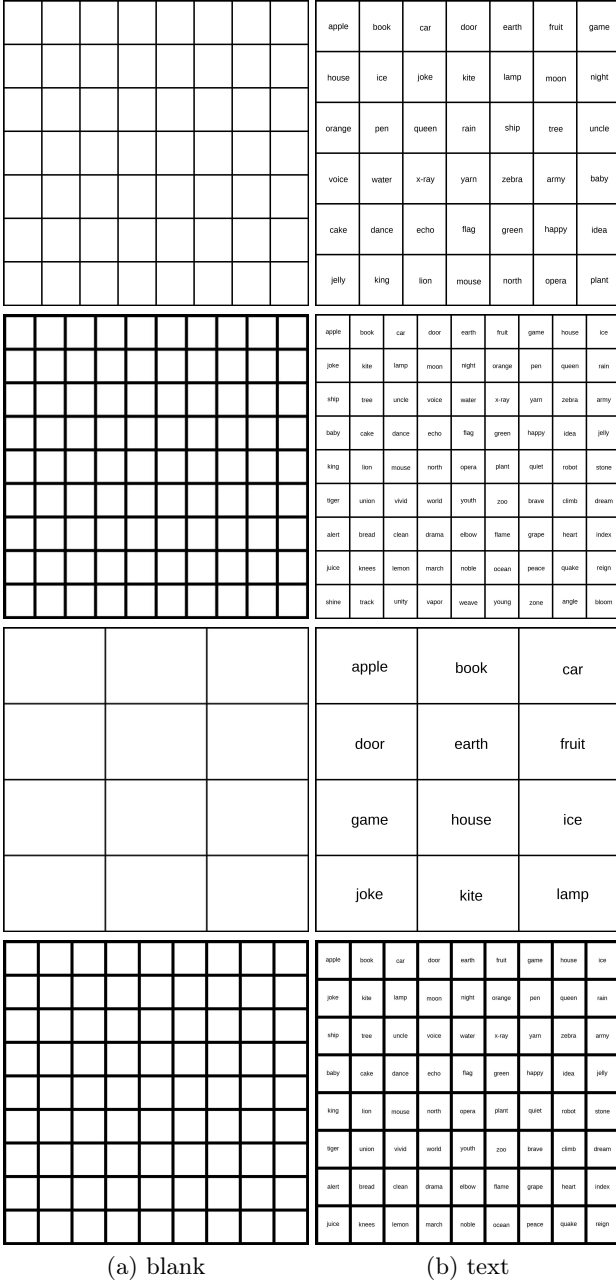 apple book car door earth fruit game
house ice joke kite lamp moon night
orange pen queen rain ship tree uncle
voice water x-ray yarn zebra army baby
cake dance echo flag green happy idea
jelly king lion mouse north opera plant
apple book car door earth fruit game house ice
joke kite lamp moon night orange pen queen rain
ship tree uncle voice water x-ray yarn zebra army
baby cake dance echo flag green happy idea jelly
king lion mouse north opera plant quiet robot stone
tiger union vivid world youth zoo brave climb dream
alert bread clean drama elbow flame grape heart index
juice knees lemon march noble ocean peace quake reign
shine track unity vapor weave young zone angle bloom
apple book car
door earth fruit
game house ice
joke kite lamp
apple book car door earth fruit game house ice
joke kite lamp moon night orange pen queen rain
ship tree uncle voice water x-ray yarn zebra army
baby cake dance echo flag green happy idea jelly
king lion mouse north opera plant quiet robot stone
tiger union vivid world youth zoo brave climb dream
alert bread clean drama elbow flame grape heart index
juice knees lemon march noble ocean peace quake reign
(a) blank (b) text